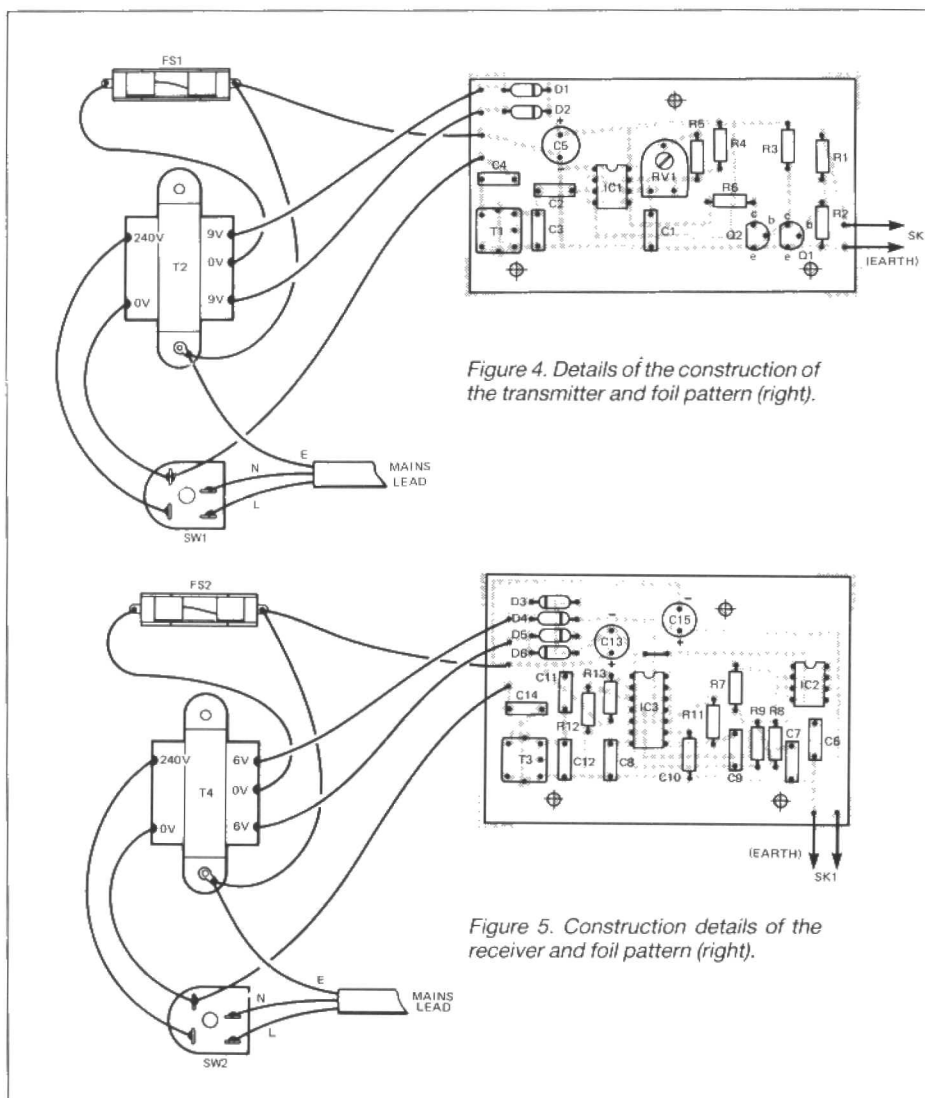 FS1
D1
D2
+
C5
R5
R4
R3
R1
C4
C2
IC1
RV1
R6
R2
T1
C3
C1
Q2
c
b
e
c
b
e
Q1
SK
(EARTH)
240V
0V
T2
9V
0V
9V
Figure 4. Details of the construction of
the transmitter and foil pattern (right).
E
N
L
MAINS
LEAD
SW1
FS2
D3
D4
D5
D6
C13
-
+
C15
-
+
C11
R13
R7
IC2
C14
R12
IC3
R11
R9
R8
C7
C6
T3
C12
C8
C10
C9
(EARTH)
SK1
240V
0V
T4
6V
0V
6V
Figure 5. Construction details of the
receiver and foil pattern (right).
E
N
L
MAINS
LEAD
SW2